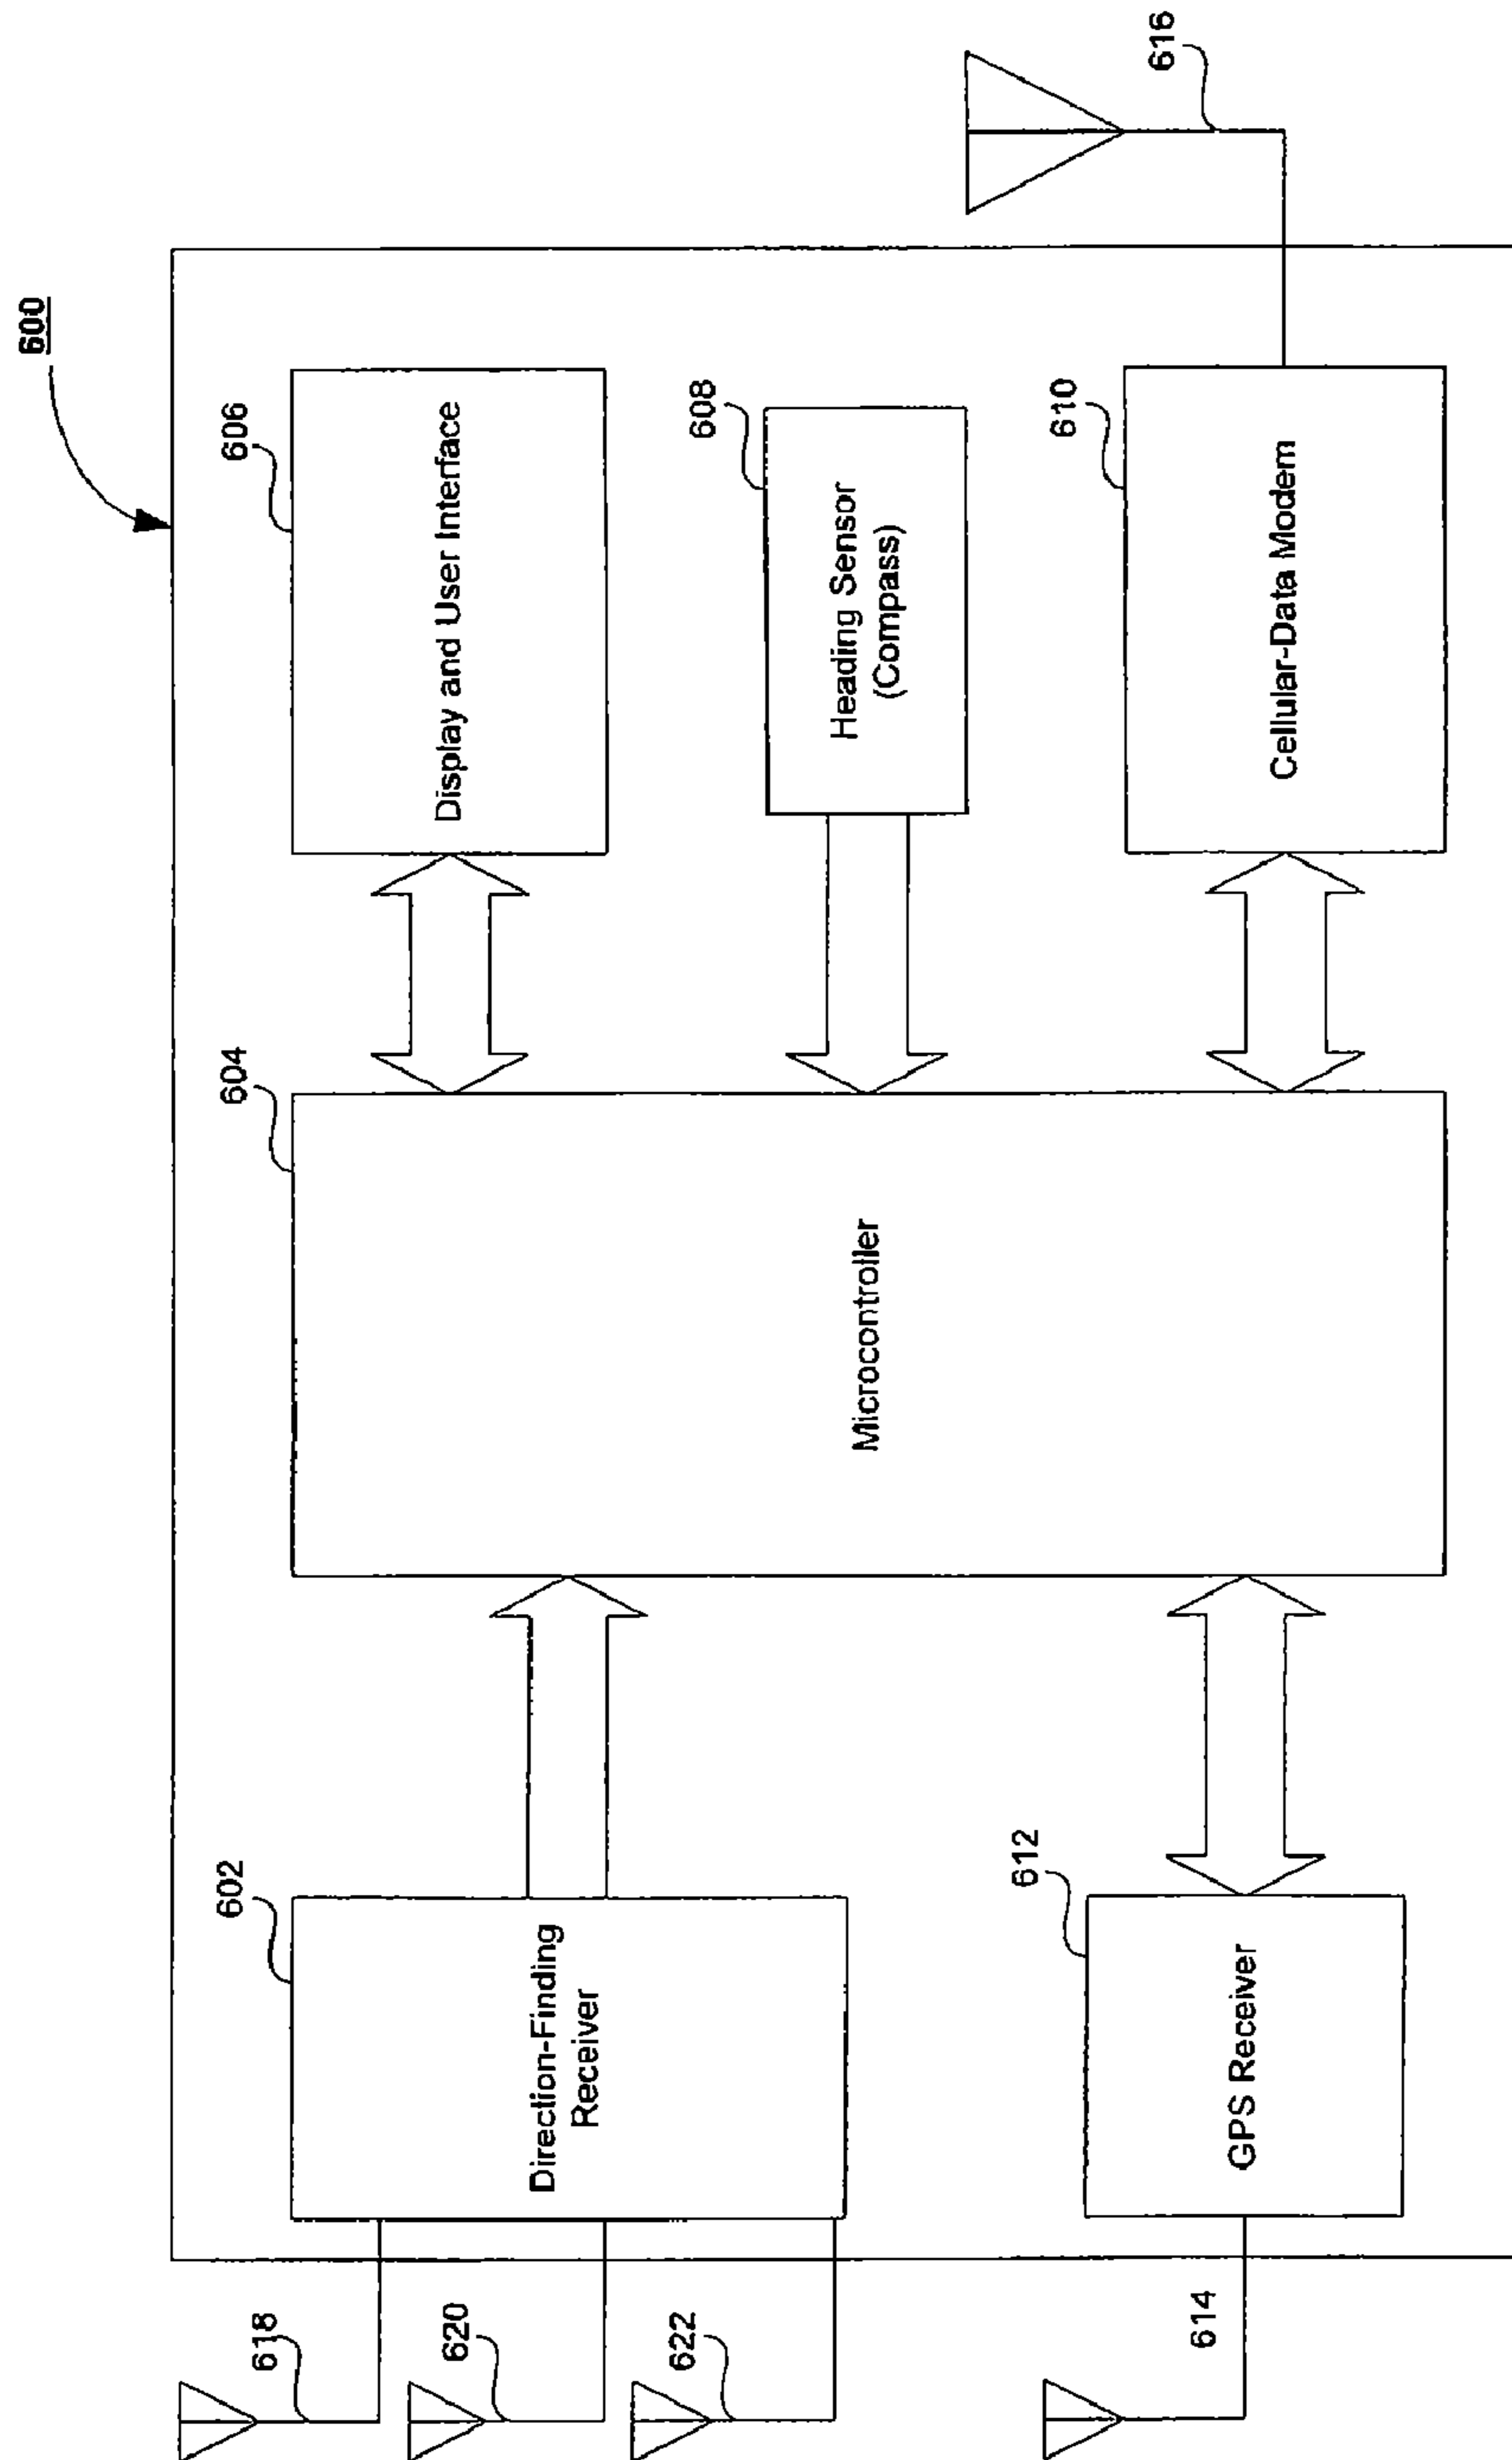 600
606
Display and User Interface
608
Heading Sensor
(Compass)
610
Cellular-Data Modem
616
604
Microcontroller
602
Direction-Finding
Receiver
612
GPS Receiver
618
620
622
614